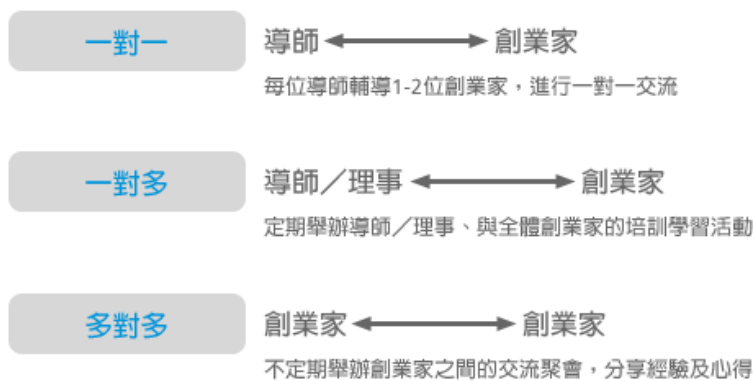 一對一
導師 創業家
每位導師輔導1-2位創業家，進行一對一交流
一對多
導師／理事 創業家
定期舉辦導師／理事、與全體創業家的培訓學習活動
多對多
創業家 創業家
不定期舉辦創業家之間的交流聚會，分享經驗及心得